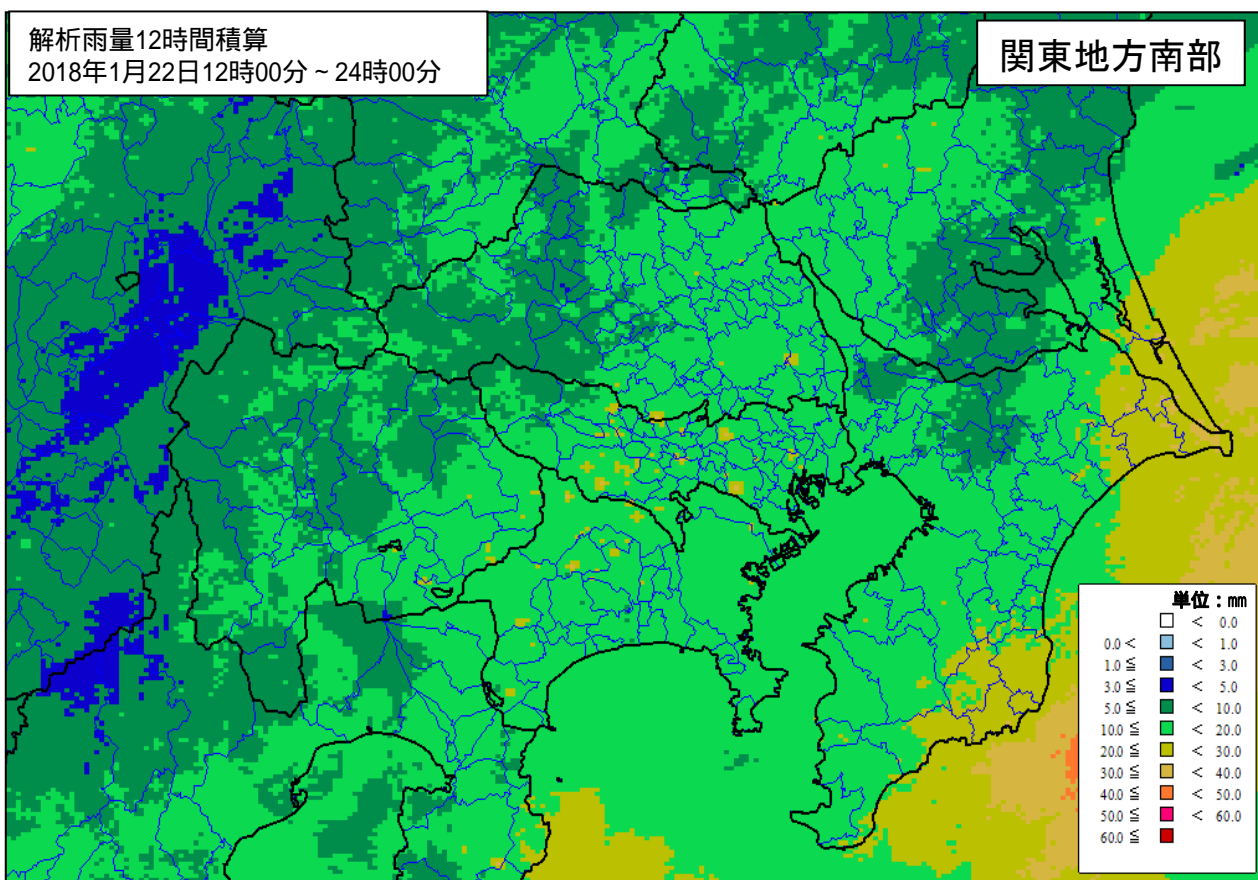 解析雨量12時間積算
2018年1月22日12時00分~24時00分
関東地方南部
単位:㎜
< 0.0
0.0 < < 1.0
1.0 ≦ < 3.0
3.0 ≦ < 5.0
5.0 ≦ < 10.0
10.0 ≦ < 20.0
20.0 ≦ < 30.0
30.0 ≦ < 40.0
40.0 ≦ < 50.0
50.0 ≦ < 60.0
60.0 ≦